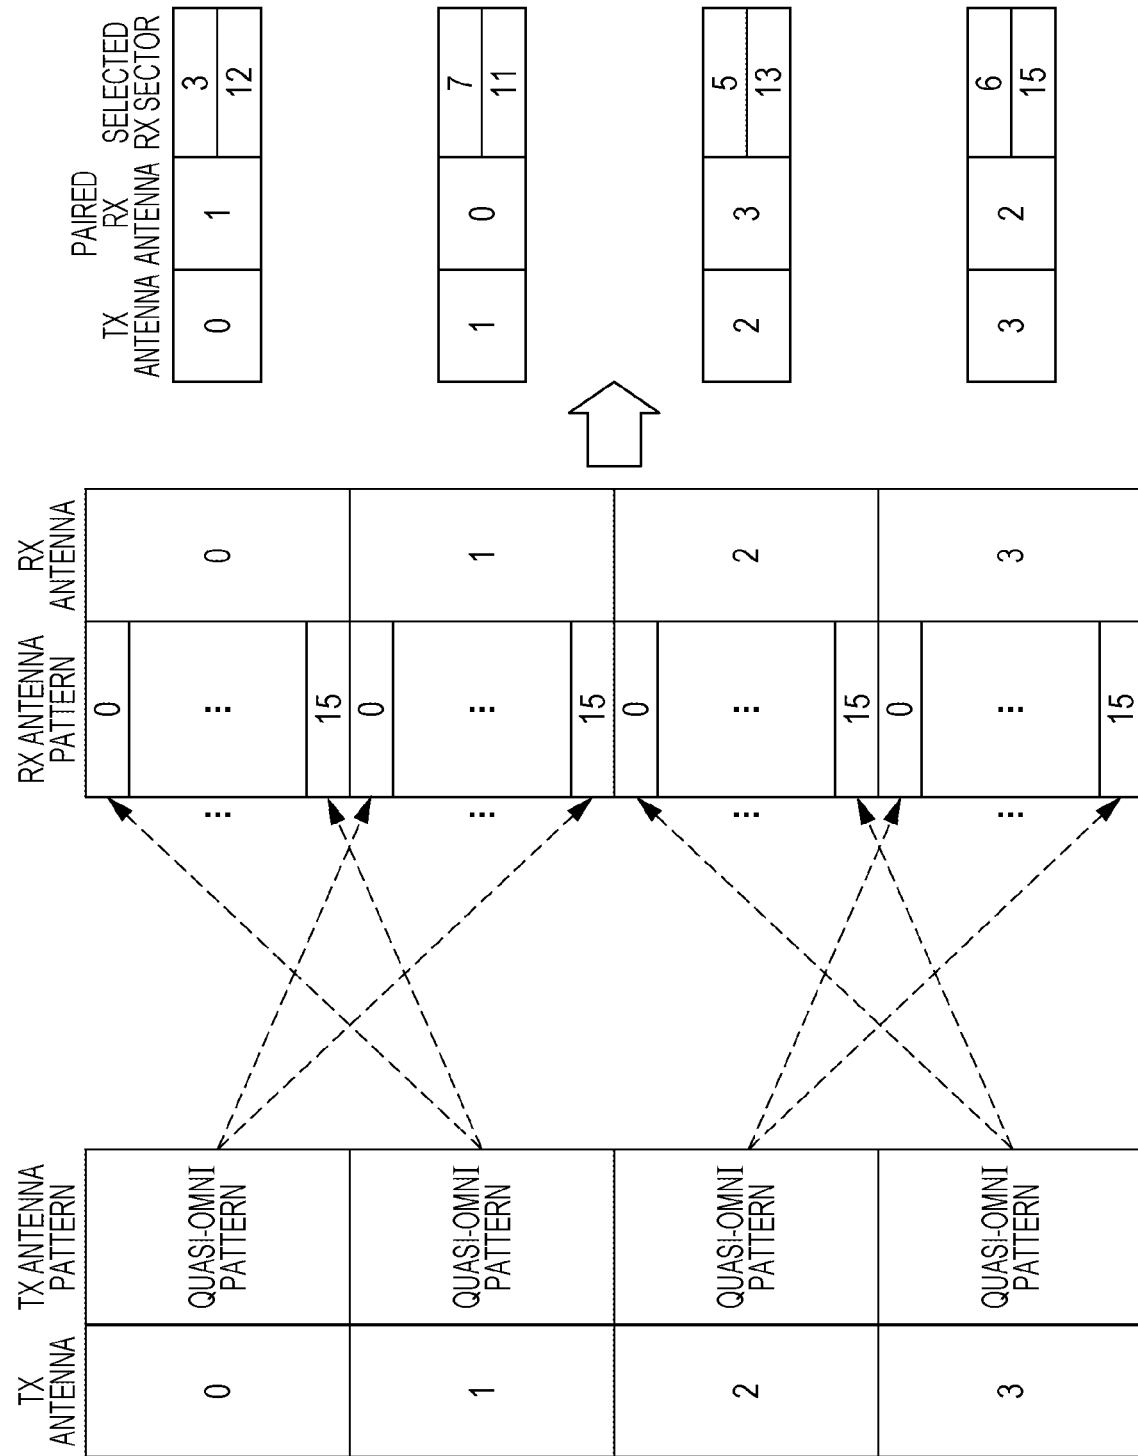 TX
ANTENNA
TX ANTENNA
PATTERN
RX ANTENNA
PATTERN
RX
ANTENNA
0
QUASI-OMNI
PATTERN
0
...
15
...
0
1
QUASI-OMNI
PATTERN
0
...
15
...
1
2
QUASI-OMNI
PATTERN
0
...
15
...
2
3
QUASI-OMNI
PATTERN
0
...
15
...
3
TX
ANTENNA
PAIRED
RX
ANTENNA
SELECTED
RX SECTOR
0
1
3
12
1
0
7
11
2
3
5
13
3
2
6
15